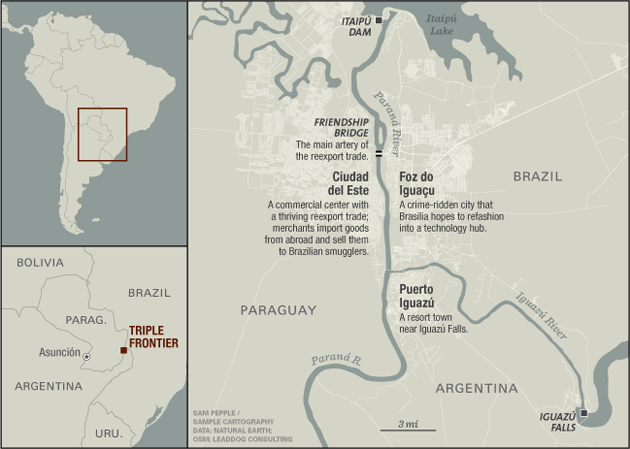 BOLIVIA
BRAZIL
PARAG.
TRIPLE
FRONTIER
Asunción
ARGENTINA
URU.
ITAIPÚ
DAM
Itaipú
Lake
Paraná River
FRIENDSHIP
BRIDGE
The main artery of
the reexport trade.
Ciudad
del Este
A commercial center with
a thriving reexport trade;
merchants import goods
from abroad and sell them
to Brazilian smugglers.
Foz do
Iguaçu
A crime-ridden city that
Brasilia hopes to refashion
into a technology hub.
BRAZIL
Puerto
Iguazú
A resort town
near Iguazú Falls.
Iguazú River
PARAGUAY
Paraná R.
ARGENTINA
IGUAZÚ
FALLS
3 mi
SAM PEPPLE /
SAMPLE CARTOGRAPHY
DATA: NATURAL EARTH;
OSM; LEADDOG CONSULTING